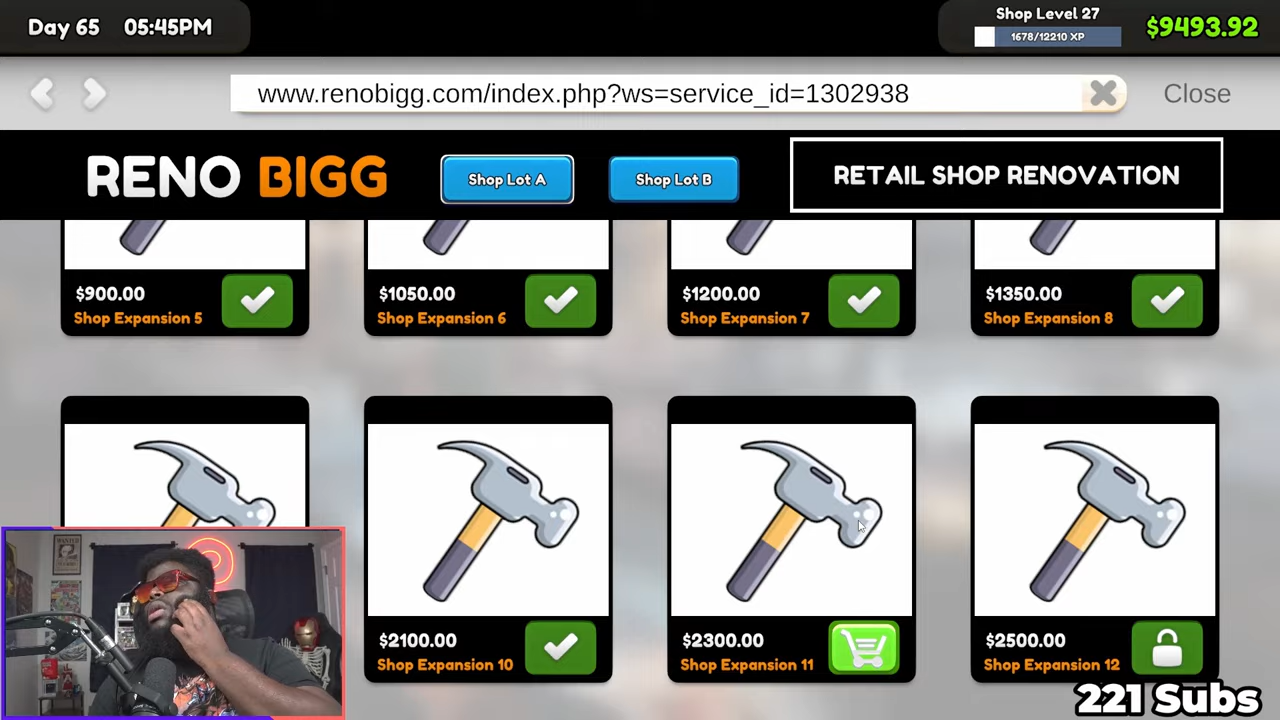 Day 65 05:45PM
Shop Level 27
1678/12210 XP
$9493.92
www.renobigg.com/index.php?ws=service_id=1302938
Close
RENO BIGG
Shop Lot A
Shop Lot B
RETAIL SHOP RENOVATION
$900.00
Shop Expansion 5
$1050.00
Shop Expansion 6
$1200.00
Shop Expansion 7
$1350.00
Shop Expansion 8
$2100.00
Shop Expansion 10
$2300.00
Shop Expansion 11
$2500.00
Shop Expansion 12
221 Subs